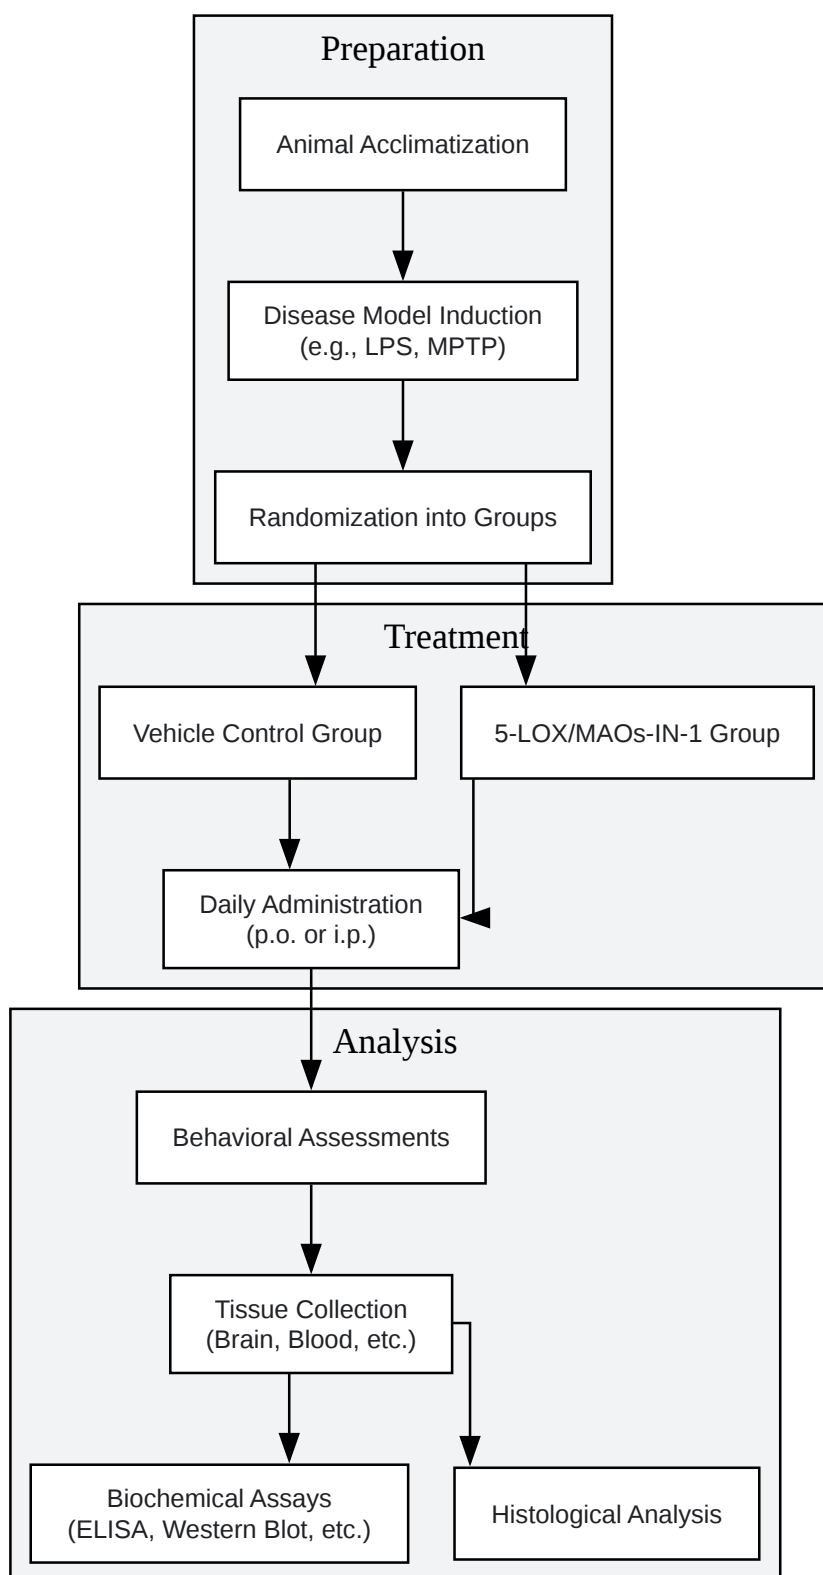 Preparation
Animal Acclimatization
Disease Model Induction
(e.g., LPS, MPTP)
Randomization into Groups
Treatment
Vehicle Control Group
5-LOX/MAOs-IN-1 Group
Daily Administration
(p.o. or i.p.)
Analysis
Behavioral Assessments
Tissue Collection
(Brain, Blood, etc.)
Biochemical Assays
(ELISA, Western Blot, etc.)
Histological Analysis